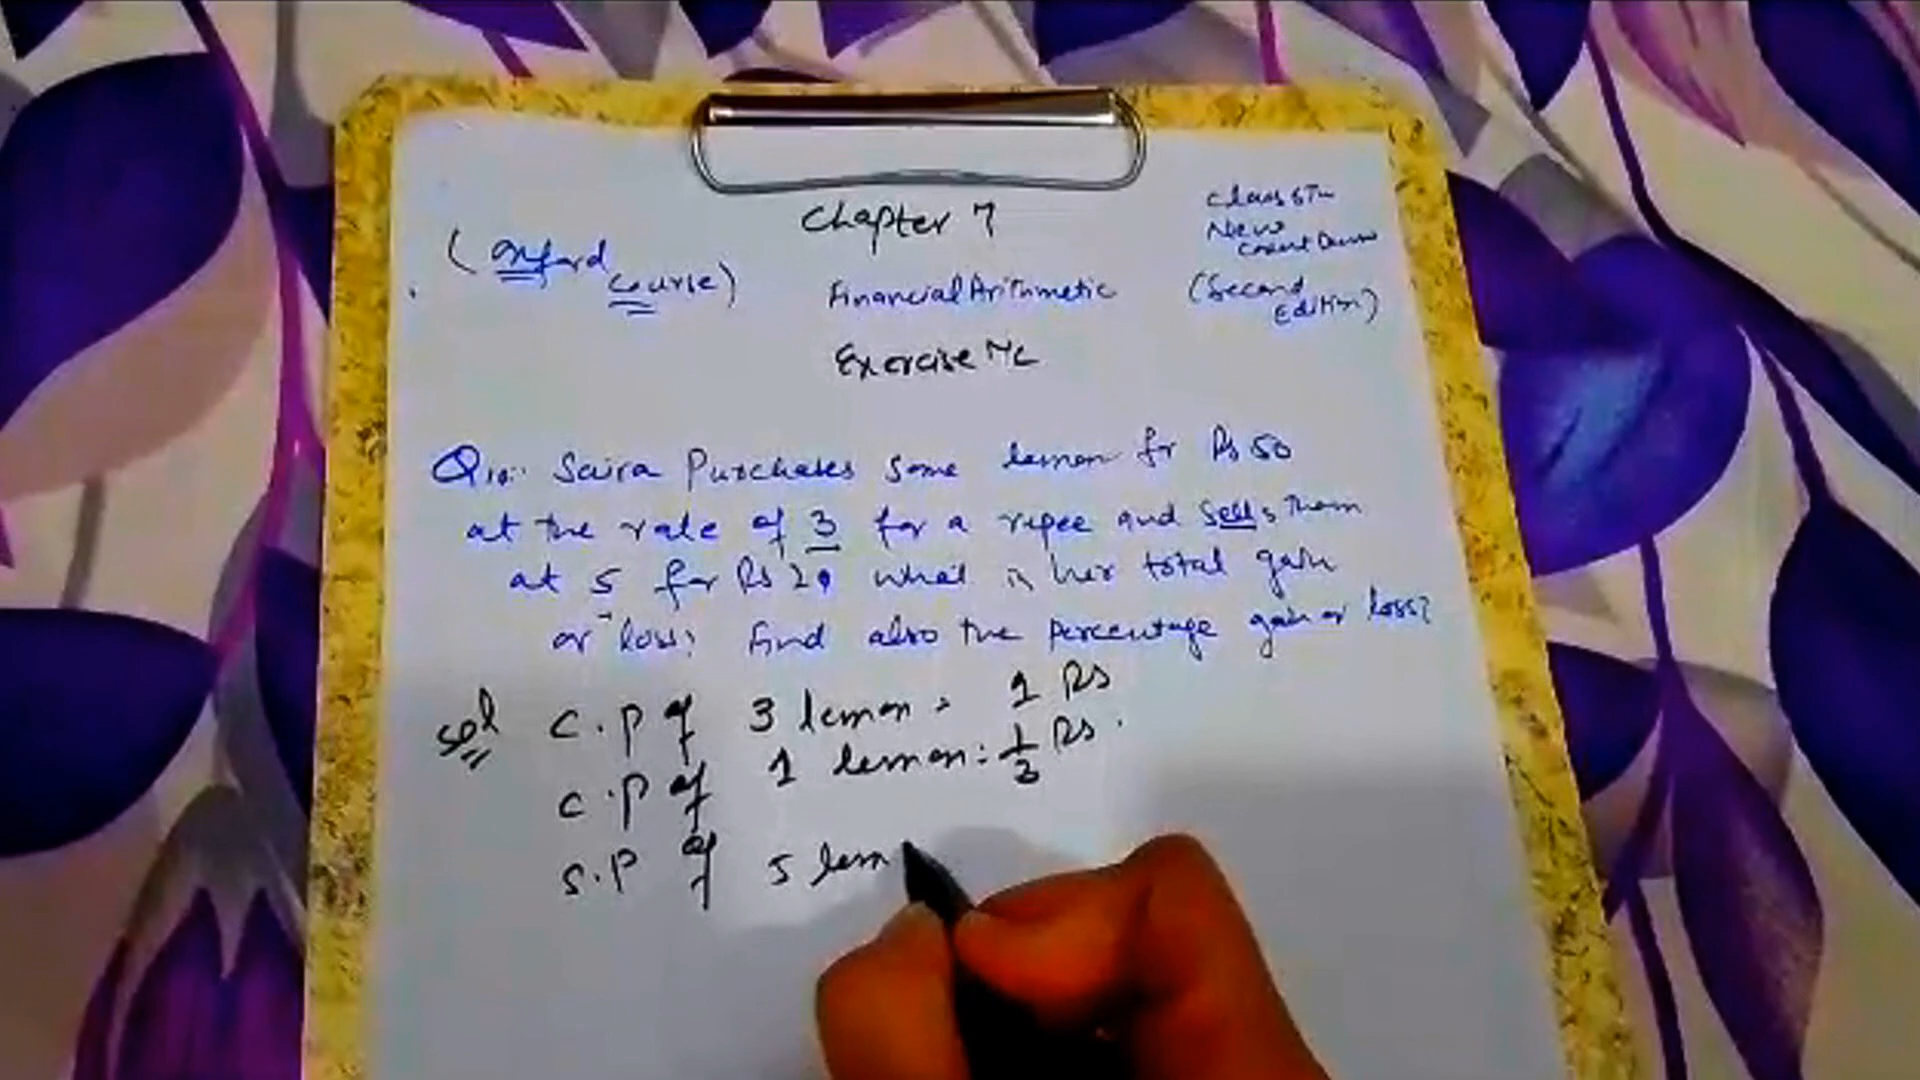 Chapter 7
(Oxford
Course)
Financial Arithmetic
Exercise 7c
Class 6Th
New
Count Down
(Second
Edition)
Q10: Saira Purchases Some lemon for Rs 50
at the rate of 3 for a rupee and sells them
at 5 for Rs 2, what is her total gain
or loss? Find also the percentage gain or loss?
Sol C.P of 3 lemon = 1 Rs
C.P of 1 lemon = 1/3 Rs.
S.P of 5 lem